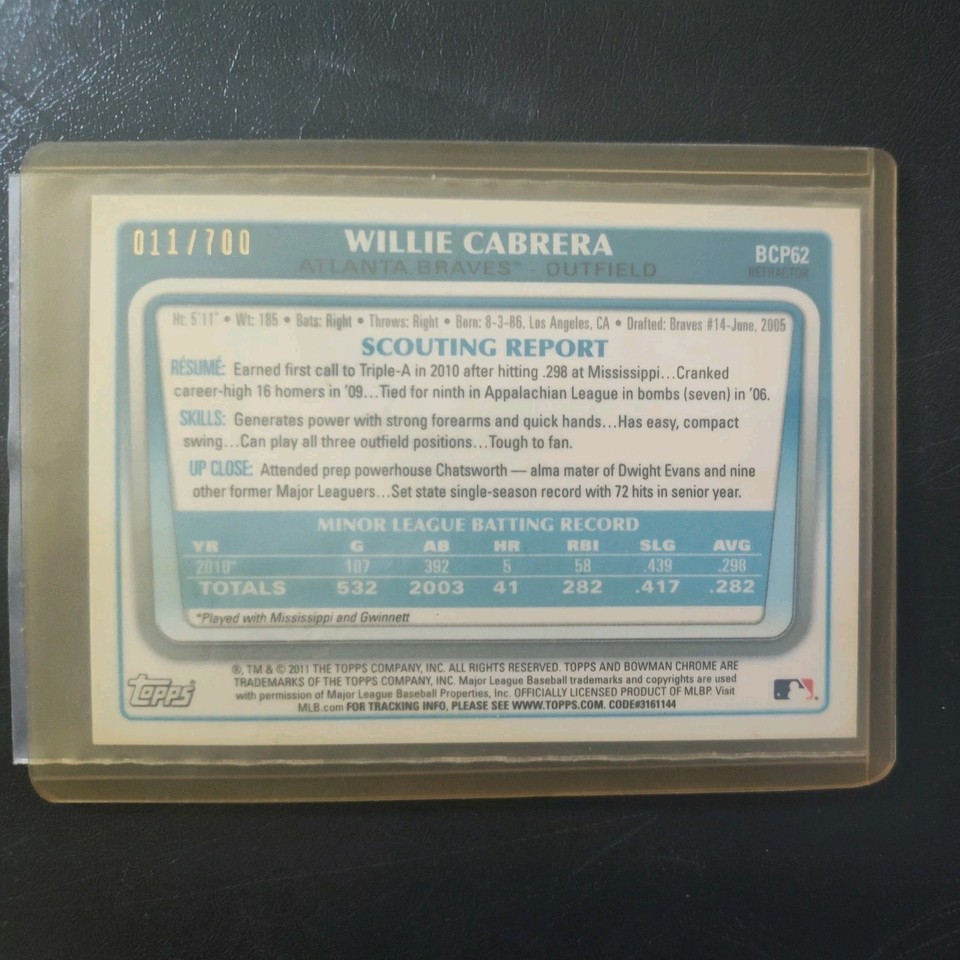 011/700
WILLIE CABRERA
ATLANTA BRAVES™ - OUTFIELD
BCP62
REFRACTOR
Ht: 5'11" • Wt: 185 • Bats: Right • Throws: Right • Born: 8-3-86, Los Angeles, CA • Drafted: Braves #14-June, 2005
SCOUTING REPORT
RÉSUMÉ: Earned first call to Triple-A in 2010 after hitting .298 at Mississippi...Cranked
career-high 16 homers in '09...Tied for ninth in Appalachian League in bombs (seven) in '06.
SKILLS: Generates power with strong forearms and quick hands...Has easy, compact
swing...Can play all three outfield positions...Tough to fan.
UP CLOSE: Attended prep powerhouse Chatsworth — alma mater of Dwight Evans and nine
other former Major Leaguers...Set state single-season record with 72 hits in senior year.
MINOR LEAGUE BATTING RECORD
YR G AB HR RBI SLG AVG
2010* 107 392 5 58 .439 .298
TOTALS 532 2003 41 282 .417 .282
*Played with Mississippi and Gwinnett
®, TM & © 2011 THE TOPPS COMPANY, INC. ALL RIGHTS RESERVED. TOPPS AND BOWMAN CHROME ARE
TRADEMARKS OF THE TOPPS COMPANY, INC. Major League Baseball trademarks and copyrights are used
with permission of Major League Baseball Properties, Inc. OFFICIALLY LICENSED PRODUCT OF MLBP. Visit
MLB.com FOR TRACKING INFO, PLEASE SEE WWW.TOPPS.COM. CODE#3161144
Topps®